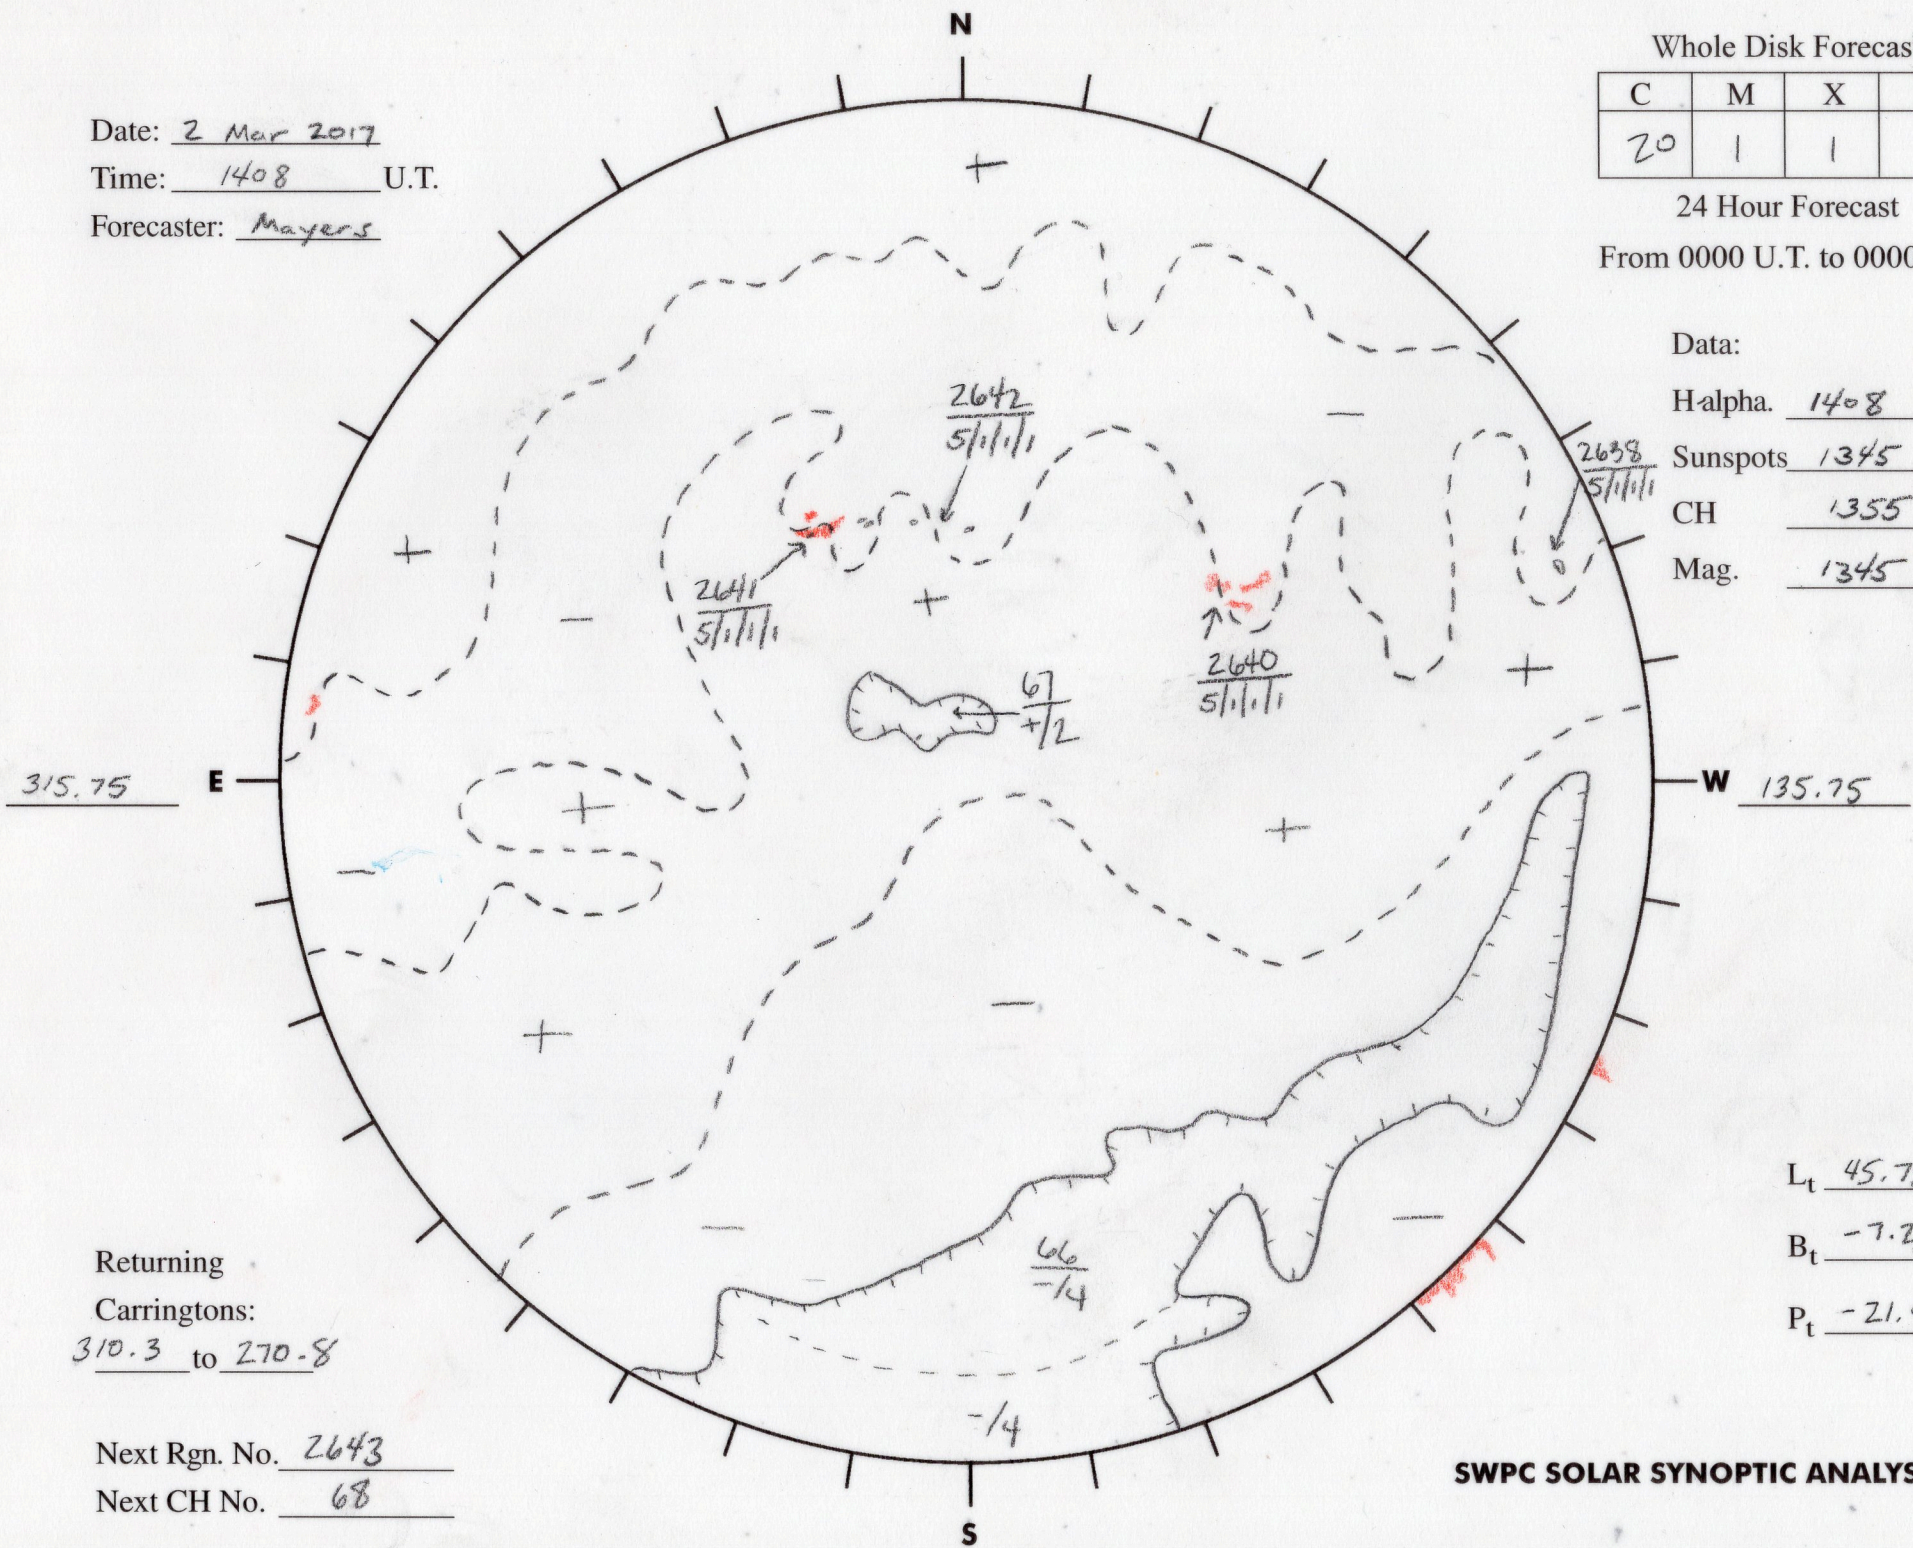 N
Whole Disk Forecas
C M X
20 1 1
24 Hour Forecast
From 0000 U.T. to 0000
Date: 2 Mar 2017
Time: 1408 U.T.
Forecaster: Mayers
Data:
H-alpha. 1408
Sunspots 1345
CH 1355
Mag. 1345
2642
5/1/1/1/1
2638
5/1/1/1/1
2641
5/1/1/1/1
2640
5/1/1/1/1
67
+/2
315.75 E
W 135.75
66
-/4
-/4
Lt 45.7
Bt -7.2
Pt -21.
Returning
Carringtons:
310.3 to 270.8
Next Rgn. No. 2643
Next CH No. 68
S
SWPC SOLAR SYNOPTIC ANALYS